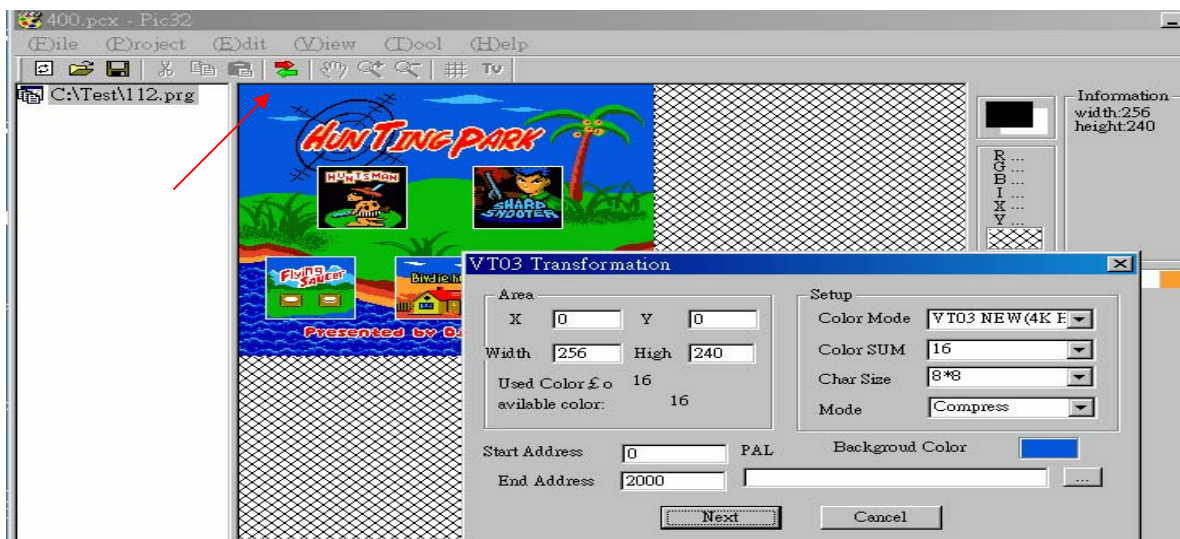 400.pcx - Pic32
(F)ile (P)roject (E)dit (V)iew (T)ool (H)elp
TV
C:\Test\112.prg
Information
width:256
height:240
HUNTING PARK
R ...
G ...
B ...
I ...
X ...
Y ...
HUNTSMAN
SHARP
SHOOTER
Flying
Saucer
Birdie
Presented by
VT03 Transformation
Area
X 0 Y 0
Width 256 High 240
Used Color £ o 16
avilable color: 16
Setup
Color Mode VT03 NEW(4K
Color SUM 16
Char Size 8*8
Mode Compress
Start Address 0 PAL Backgroud Color
End Address 2000 ...
Next Cancel